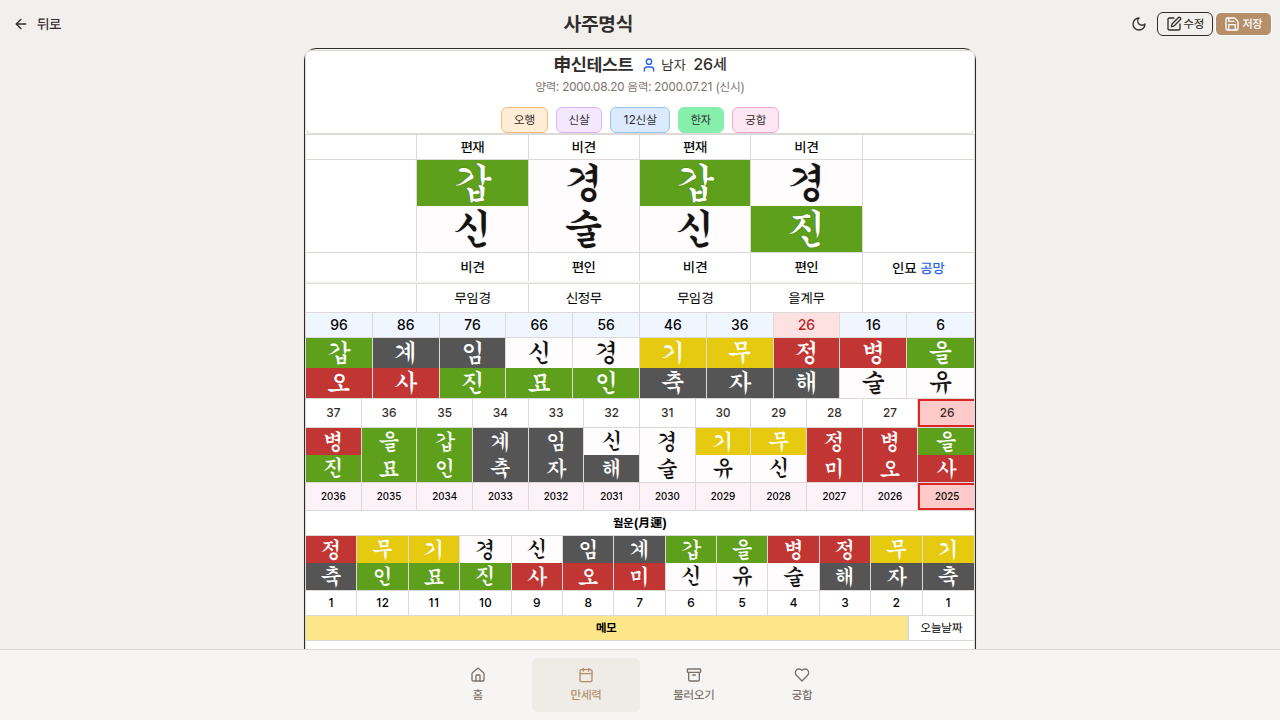 뒤로 사주명식 수정 저장
申신테스트 남자 26세
양력: 2000.08.20 음력: 2000.07.21 (신시)
오행 신살 12신살 한자 궁합
편재 비견 편재 비견
갑 경 갑 경
신 술 신 진
비견 편인 비견 편인 인묘 공망
무임경 신정무 무임경 을계무
96 86 76 66 56 46 36 26 16 6
갑 계 임 신 경 기 무 정 병 을
오 사 진 묘 인 축 자 해 술 유
37 36 35 34 33 32 31 30 29 28 27 26
병 을 갑 계 임 신 경 기 무 정 병 을
진 묘 인 축 자 해 술 유 신 미 오 사
2036 2035 2034 2033 2032 2031 2030 2029 2028 2027 2026 2025
월운(月運)
정 무 기 경 신 임 계 갑 을 병 정 무 기
축 인 묘 진 사 오 미 신 유 술 해 자 축
1 12 11 10 9 8 7 6 5 4 3 2 1
메모 오늘날짜
홈 만세력 불러오기 궁합